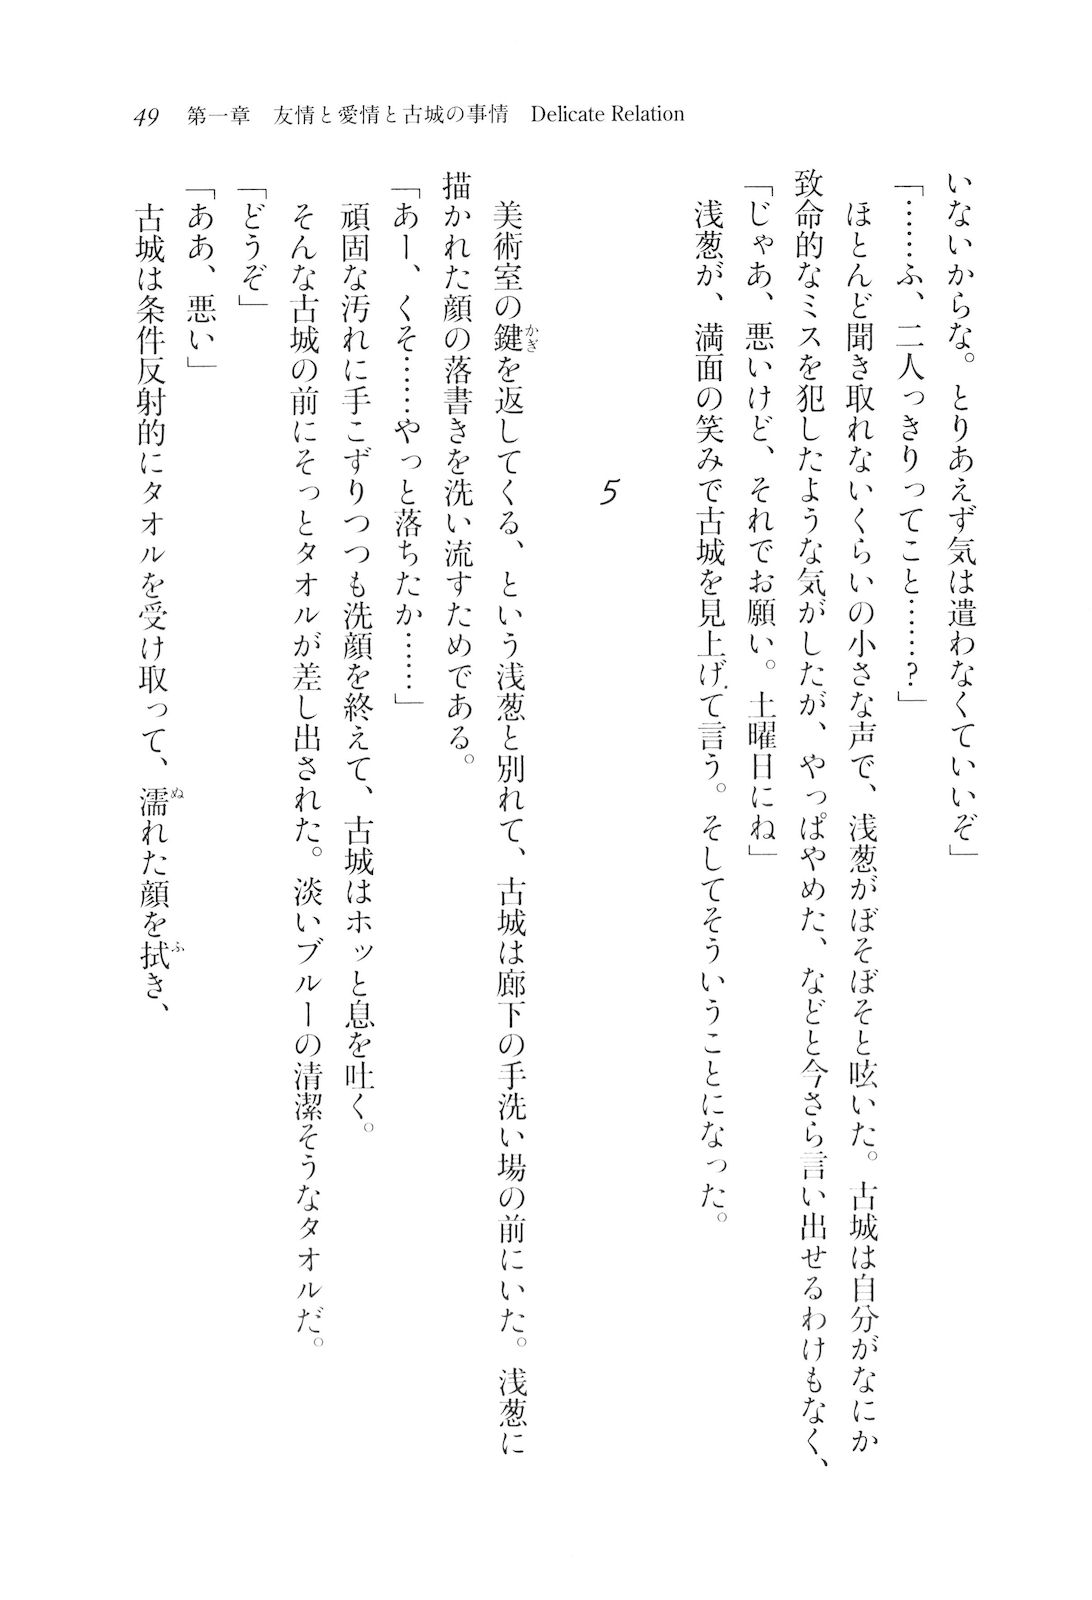 49 第一章 友情と愛情と古城の事情 Delicate Relation
いないからな。とりあえず気は遣わなくていいぞ」
「……ふ、二人っきりってこと……？」
ほとんど聞き取れないくらいの小さな声で、浅葱がぼそぼそと呟いた。古城は自分がなにか
致命的なミスを犯したような気がしたが、やっぱやめた、などと今さら言い出せるわけもなく、
「じゃあ、悪いけど、それでお願い。土曜日にね」
浅葱が、満面の笑みで古城を見上げて言う。そしてそういうことになった。
5
美術室の鍵を返してくる、という浅葱と別れて、古城は廊下の手洗い場の前にいた。浅葱に
描かれた顔の落書きを洗い流すためである。
「あー、くそ……やっと落ちたか……」
頑固な汚れに手こずりつつも洗顔を終えて、古城はホッと息を吐く。
そんな古城の前にそっとタオルが差し出された。淡いブルーの清潔そうなタオルだ。
「どうぞ」
「ああ、悪い」
古城は条件反射的にタオルを受け取って、濡れた顔を拭き、